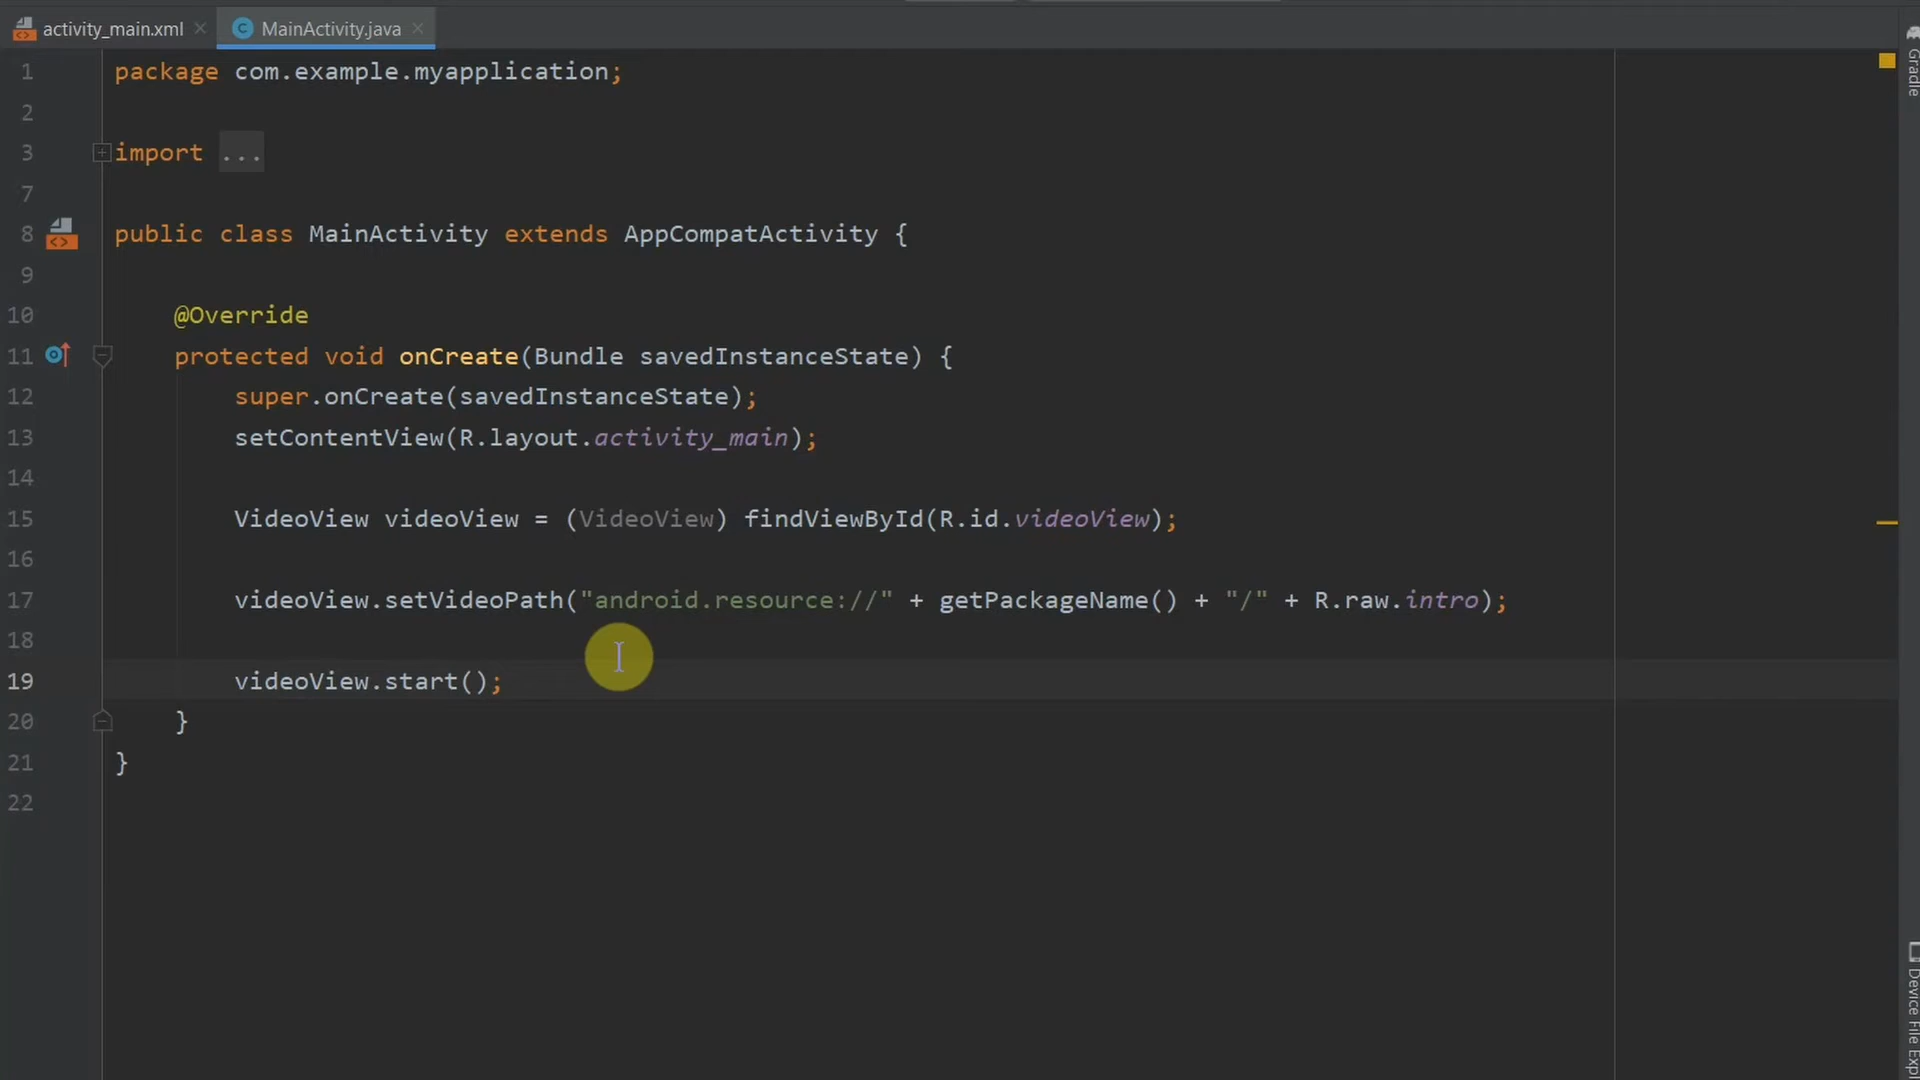 activity_main.xml
MainActivity.java
1 package com.example.myapplication;
2
3 import ...
7
8 public class MainActivity extends AppCompatActivity {
9
10 @Override
11 protected void onCreate(Bundle savedInstanceState) {
12 super.onCreate(savedInstanceState);
13 setContentView(R.layout.activity_main);
14
15 VideoView videoView = (VideoView) findViewById(R.id.videoView);
16
17 videoView.setVideoPath("android.resource://" + getPackageName() + "/" + R.raw.intro);
18
19 videoView.start();
20 }
21 }
22
Gradle
Device File Expl